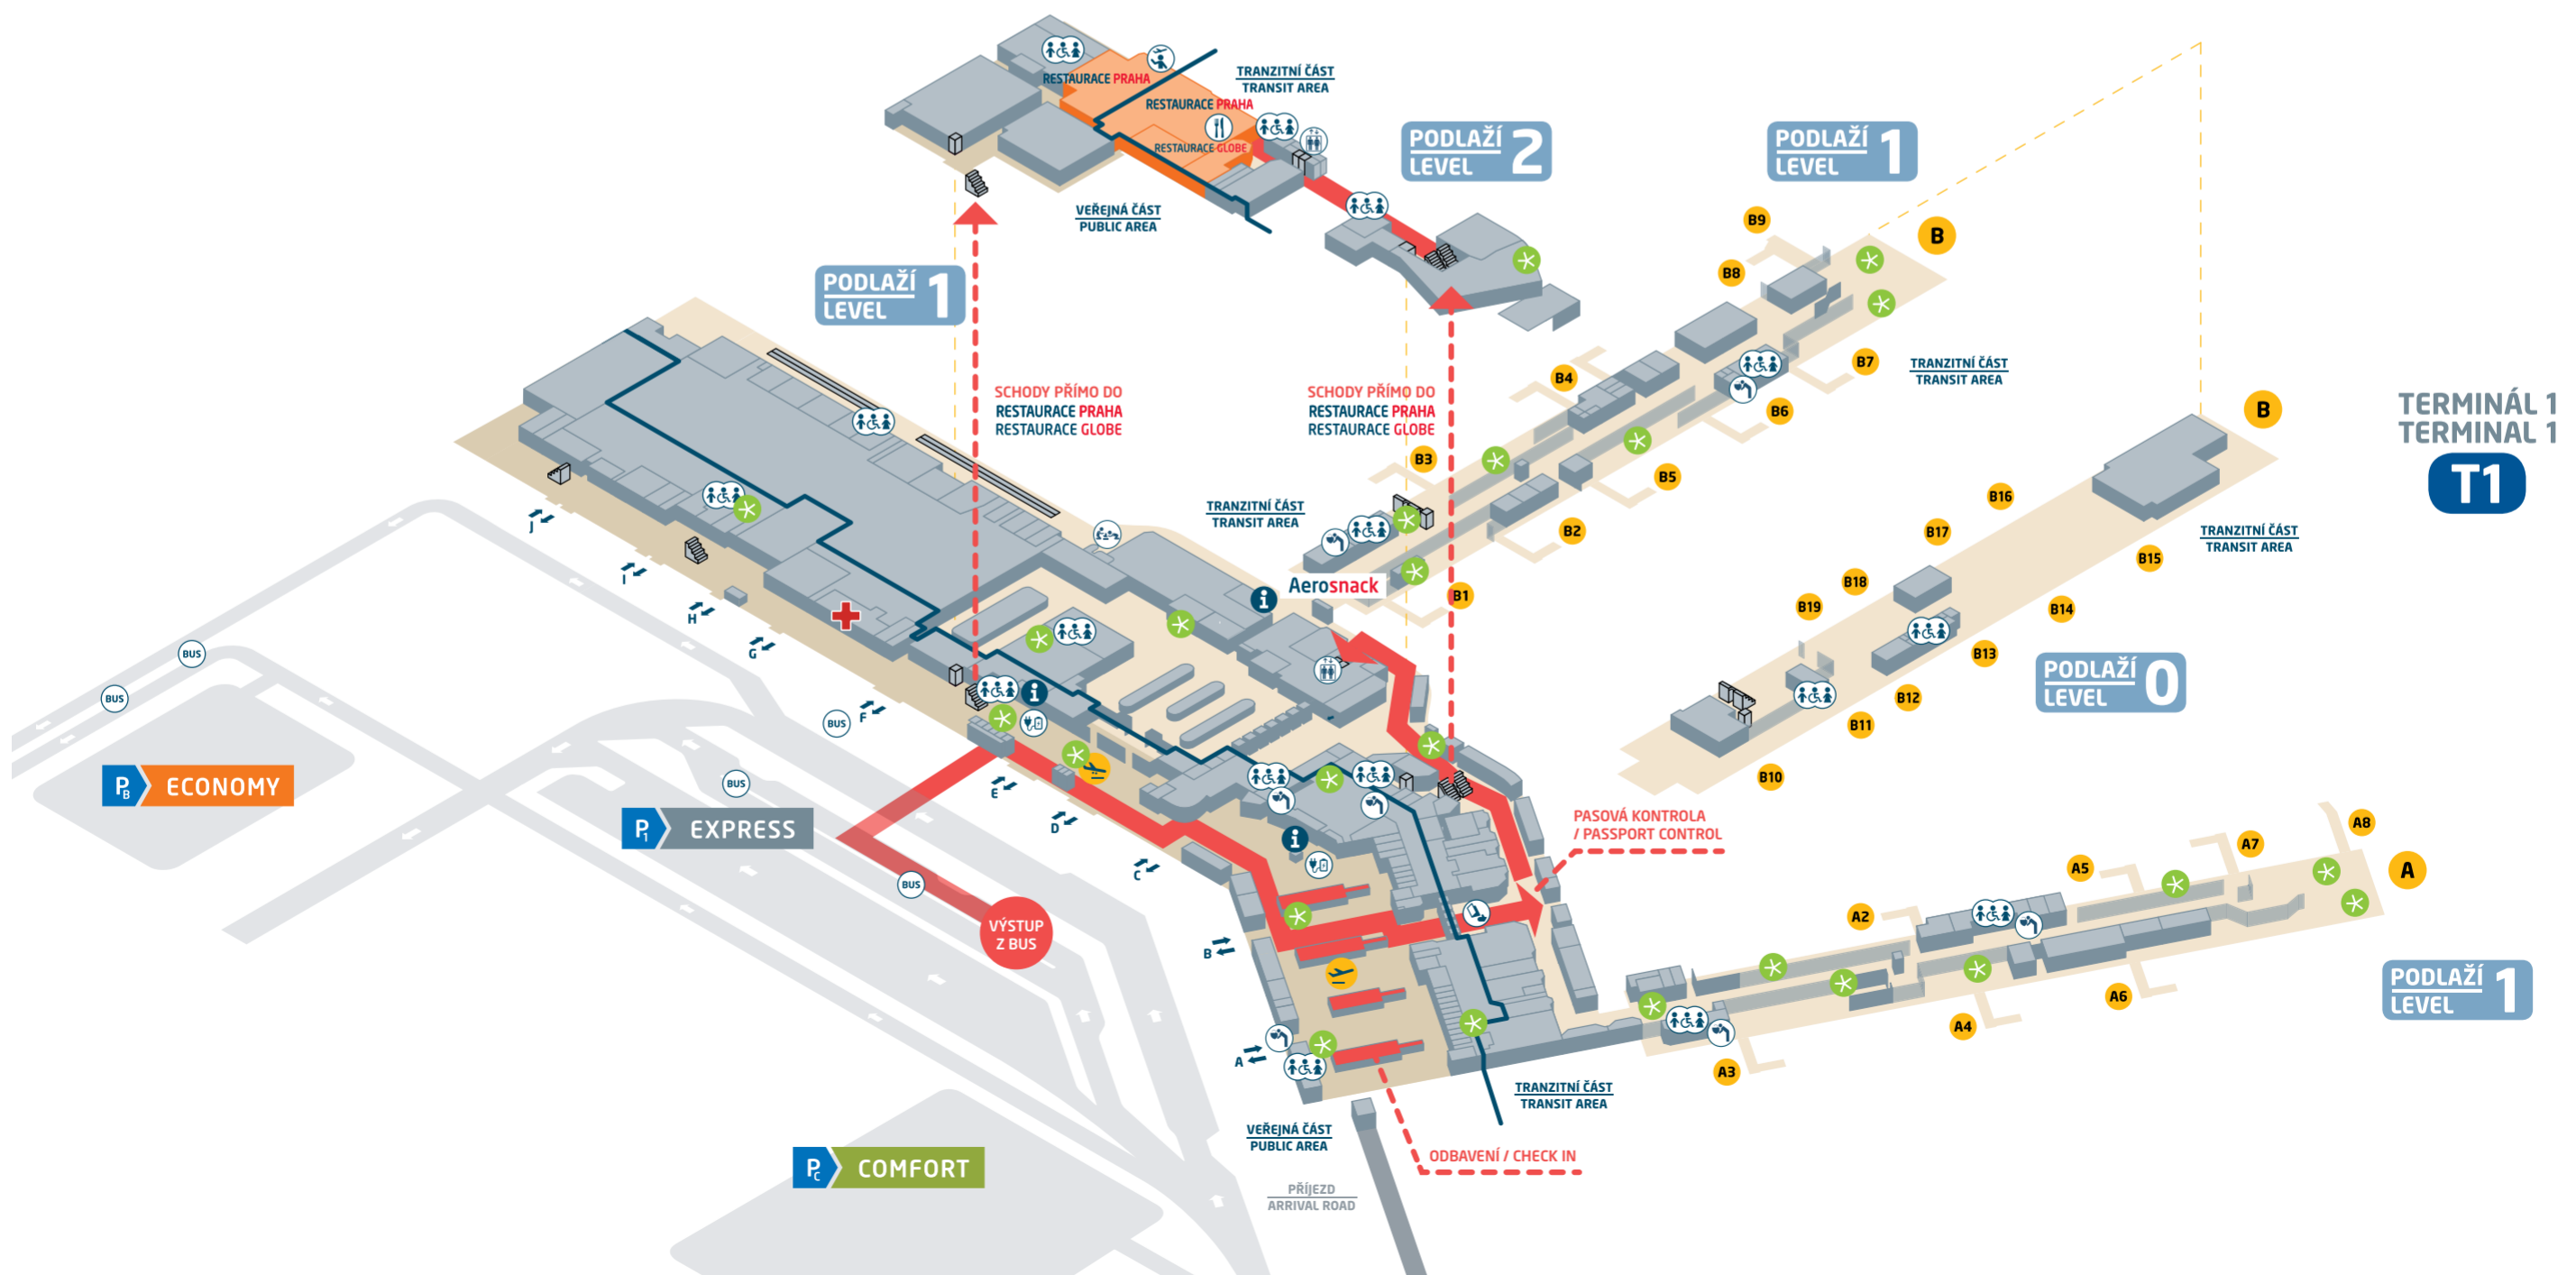 RESTAURACE PRAHA
RESTAURACE PRAHA
RESTAURACE GLOBE
TRANZITNÍ ČÁST
TRANSIT AREA
PODLAŽÍ
LEVEL 2
PODLAŽÍ
LEVEL 1
VEŘEJNÁ ČÁST
PUBLIC AREA
PODLAŽÍ
LEVEL 1
B9
B
B8
B7
B4
B6
B3
B5
B2
B1
TRANZITNÍ ČÁST
TRANSIT AREA
SCHODY PŘÍMO DO
RESTAURACE PRAHA
RESTAURACE GLOBE
SCHODY PŘÍMO DO
RESTAURACE PRAHA
RESTAURACE GLOBE
TERMINÁL 1
TERMINAL 1
T1
TRANZITNÍ ČÁST
TRANSIT AREA
Aerosnack
B
B16
B17
B15
B18
B19
B14
B13
B12
B11
B10
TRANZITNÍ ČÁST
TRANSIT AREA
PODLAŽÍ
LEVEL 0
J
I
H
G
F
E
D
C
B
A
i
i
i
BUS
BUS
BUS
BUS
BUS
PB ECONOMY
P1 EXPRESS
PC COMFORT
VÝSTUP
Z BUS
PASOVÁ KONTROLA
/ PASSPORT CONTROL
A8
A7
A5
A
A2
A6
A4
A3
PODLAŽÍ
LEVEL 1
TRANZITNÍ ČÁST
TRANSIT AREA
VEŘEJNÁ ČÁST
PUBLIC AREA
ODBAVENÍ / CHECK IN
PŘÍJEZD
ARRIVAL ROAD